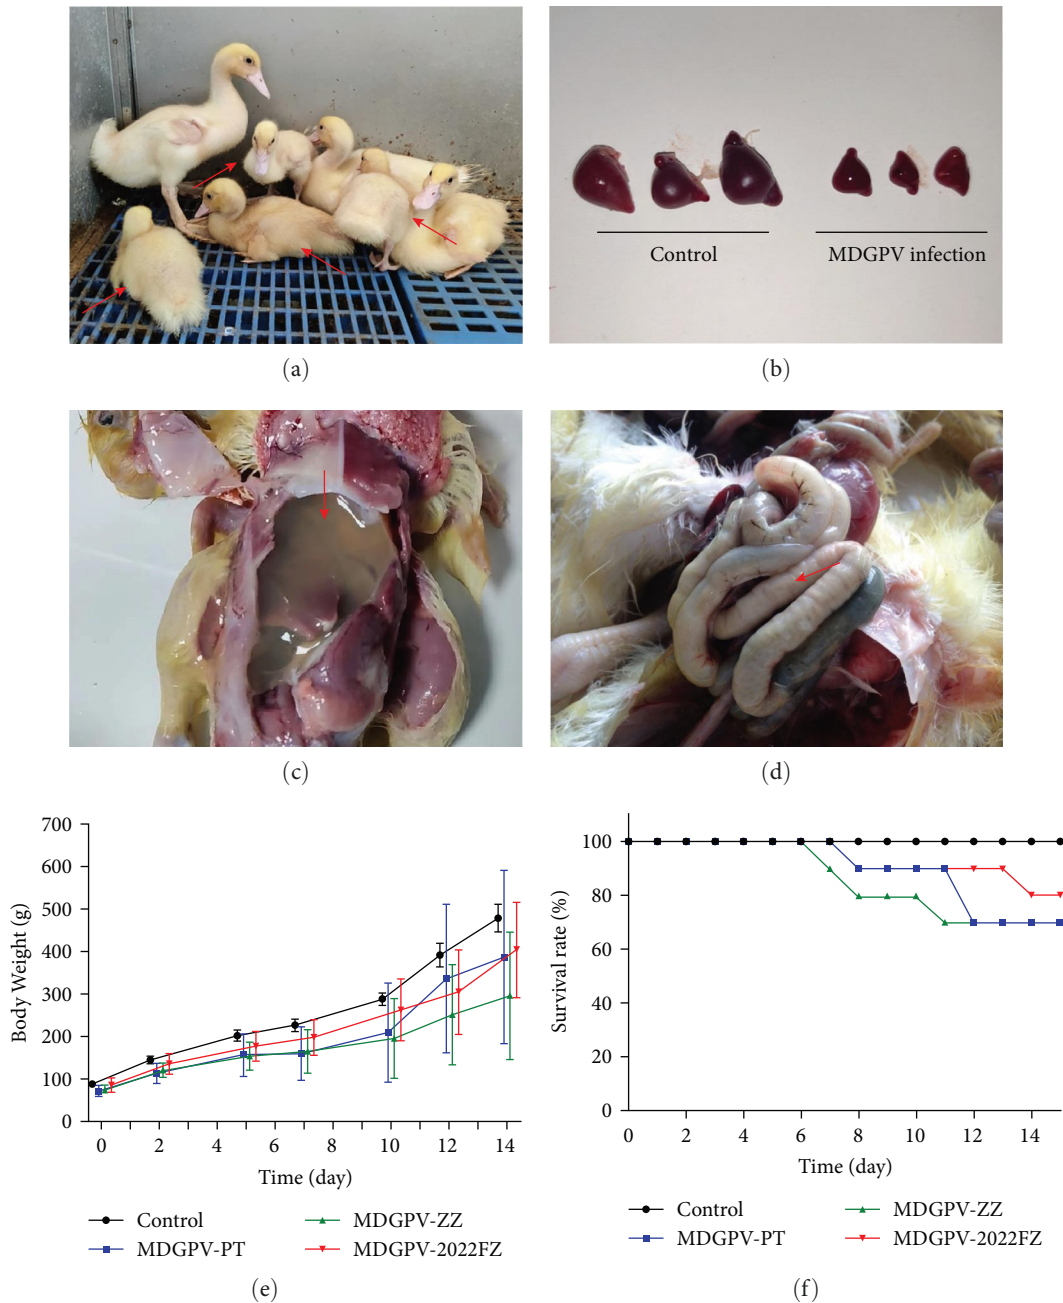 Control
MDGPV infection
(a)
(b)
(c)
(d)
700
600
500
400
300
200
100
0
Body Weight (g)
0 2 4 6 8 10 12 14
Time (day)
Control
MDGPV-PT
MDGPV-ZZ
MDGPV-2022FZ
(e)
100
80
60
40
20
0
Survival rate (%)
0 2 4 6 8 10 12 14
Time (day)
Control
MDGPV-PT
MDGPV-ZZ
MDGPV-2022FZ
(f)